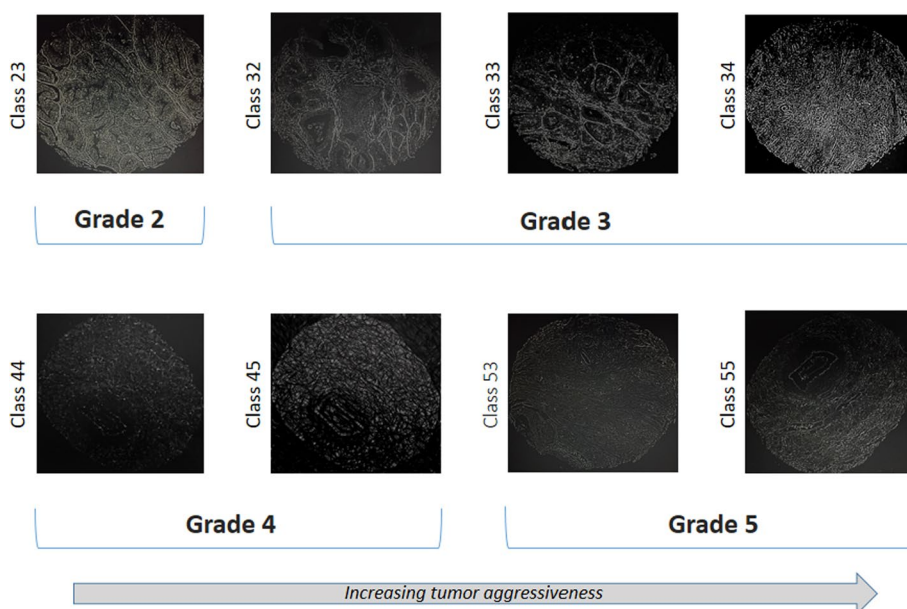 Class 23
Class 32
Class 33
Class 34
Grade 2
Grade 3
Class 44
Class 45
Class 53
Class 55
Grade 4
Grade 5
Increasing tumor aggressiveness